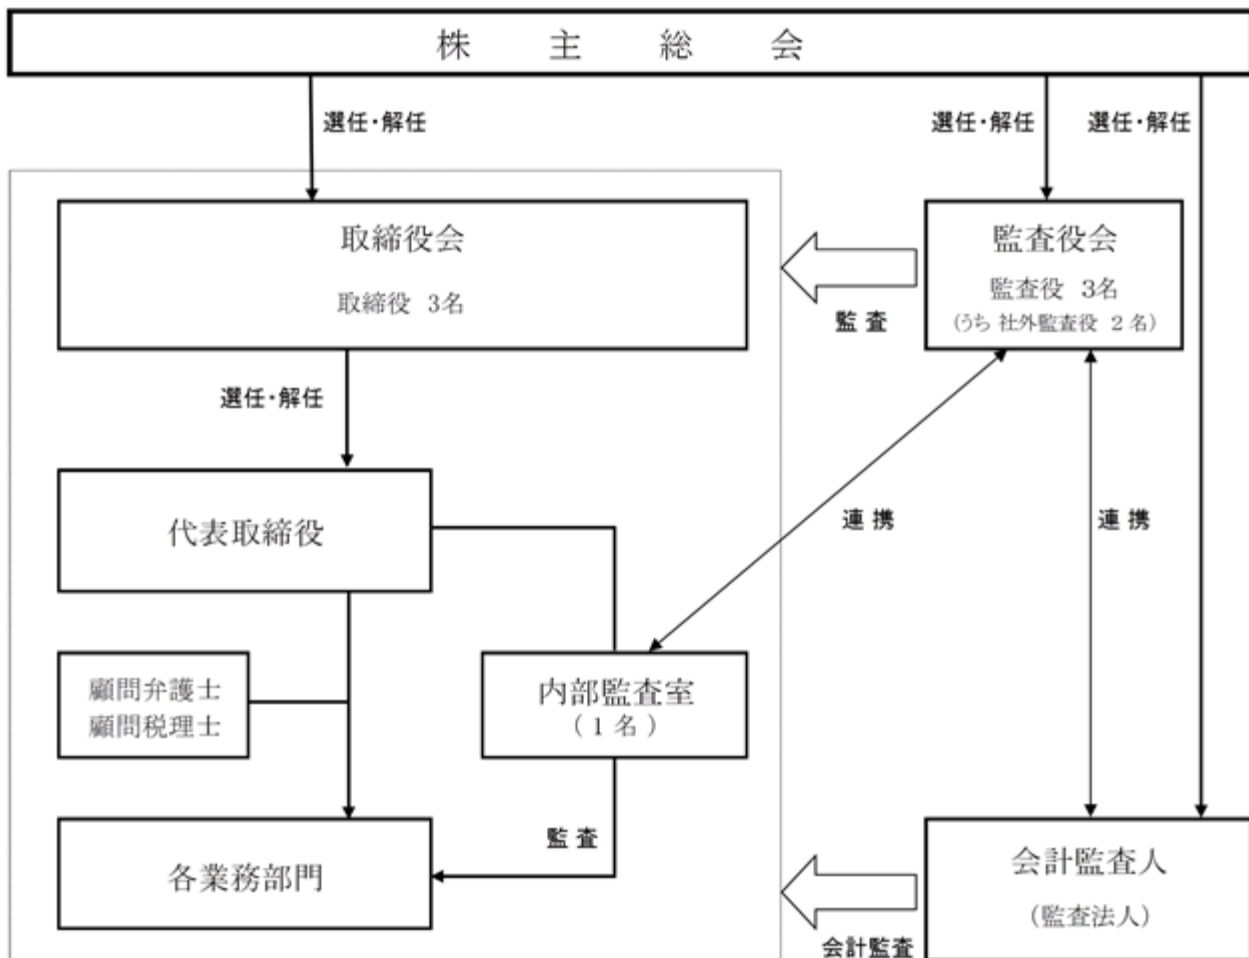 株主総会
選任・解任
選任・解任
選任・解任
取締役会
取締役 3名
監査役会
監査役 3名
(うち 社外監査役 2名)
監査
選任・解任
代表取締役
連携
連携
顧問弁護士
顧問税理士
内部監査室
(1名)
監査
各業務部門
会計監査人
(監査法人)
会計監査